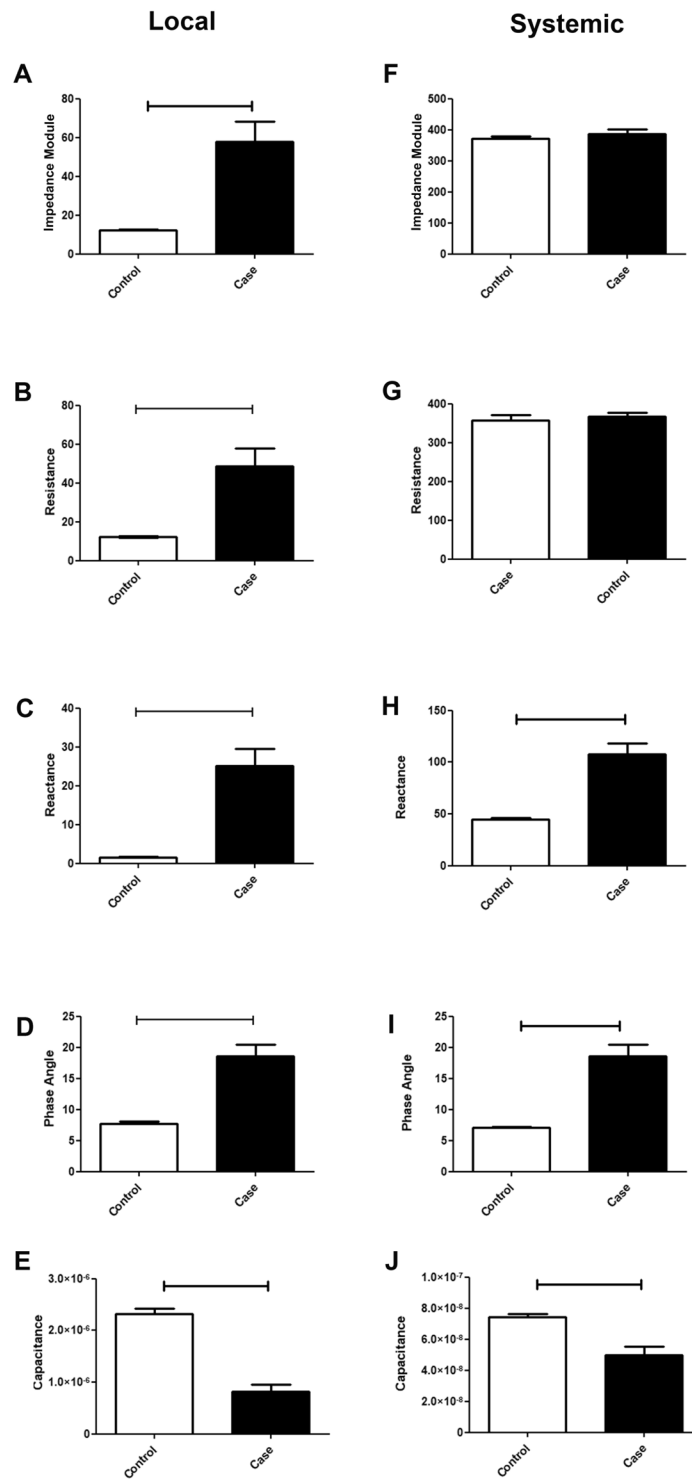 Local
Systemic
A
80
60
40
20
0
Impedance Module
Control
Case
F
500
400
300
200
100
0
Impedance Module
Control
Case
B
80
60
40
20
0
Resistance
Control
Case
G
400
300
200
100
0
Resistance
Case
Control
C
40
30
20
10
0
Reactance
Control
Case
H
150
100
50
0
Reactance
Control
Case
D
25
20
15
10
5
0
Phase Angle
Control
Case
I
25
20
15
10
5
0
Phase Angle
Control
Case
E
3.0×10⁻⁶
2.0×10⁻⁶
1.0×10⁻⁶
0
Capacitance
Control
Case
J
1.0×10⁻⁷
8.0×10⁻⁸
6.0×10⁻⁸
4.0×10⁻⁸
2.0×10⁻⁸
0
Capacitance
Control
Case